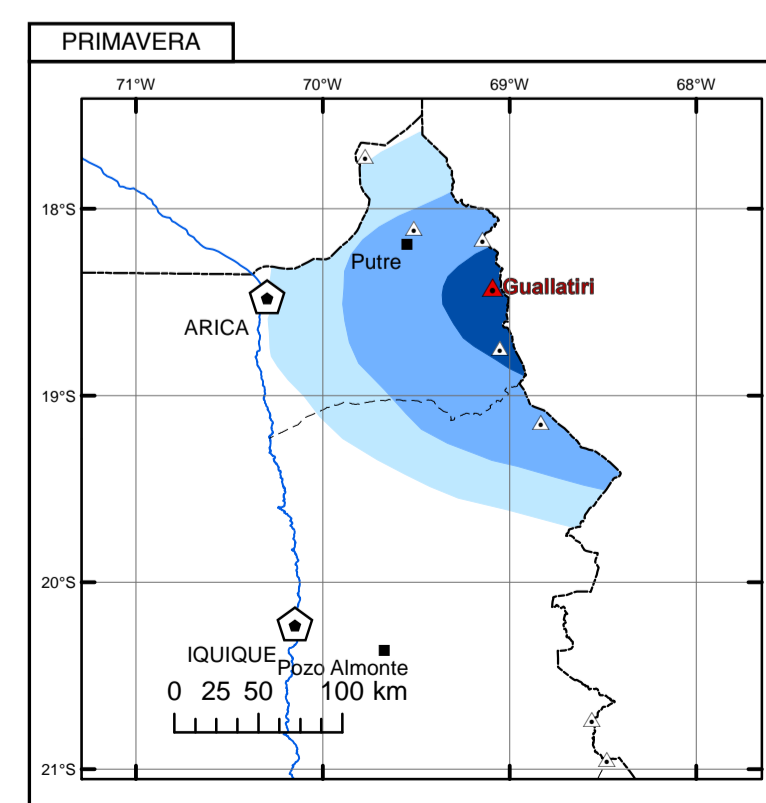 PRIMAVERA
71°W 70°W 69°W 68°W
18°S
Putre
Guallatiri
ARICA
19°S
20°S
IQUIQUE
Pozo Almonte
0 25 50 100 km
21°S